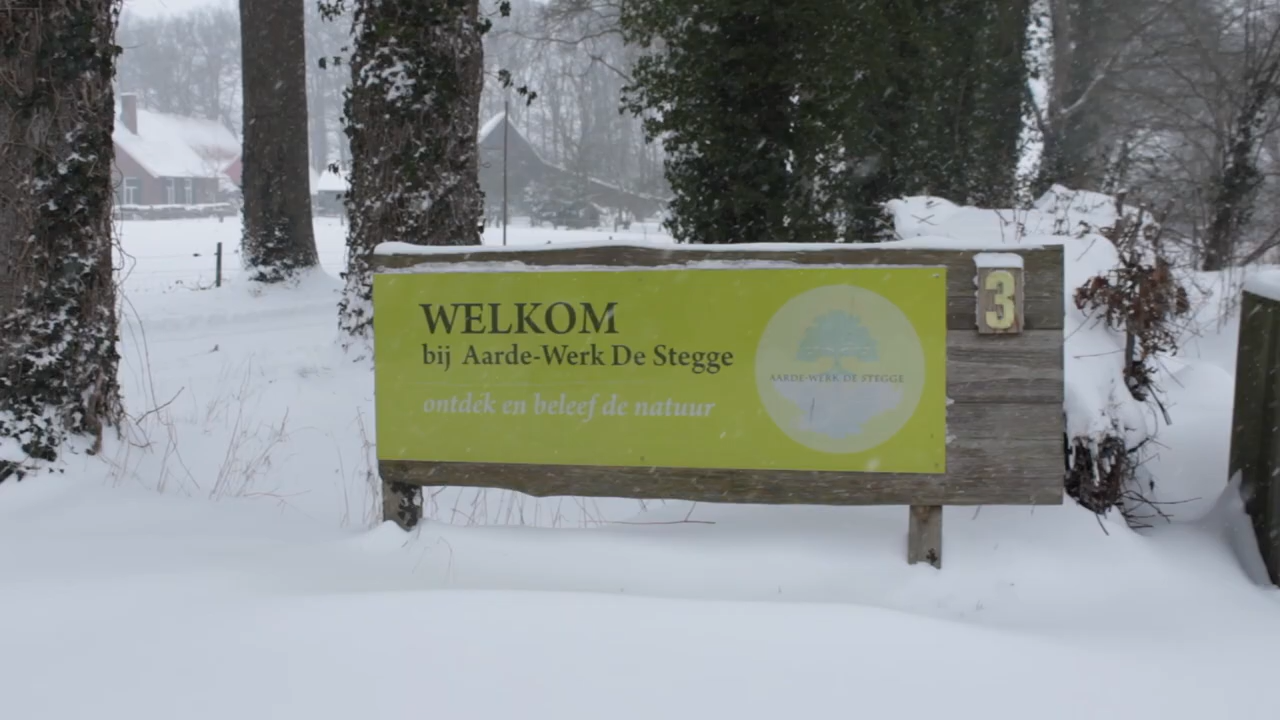 WELKOM
bij Aarde-Werk De Stegge
ontdek en beleef de natuur
AARDE-WERK DE STEGGE
3